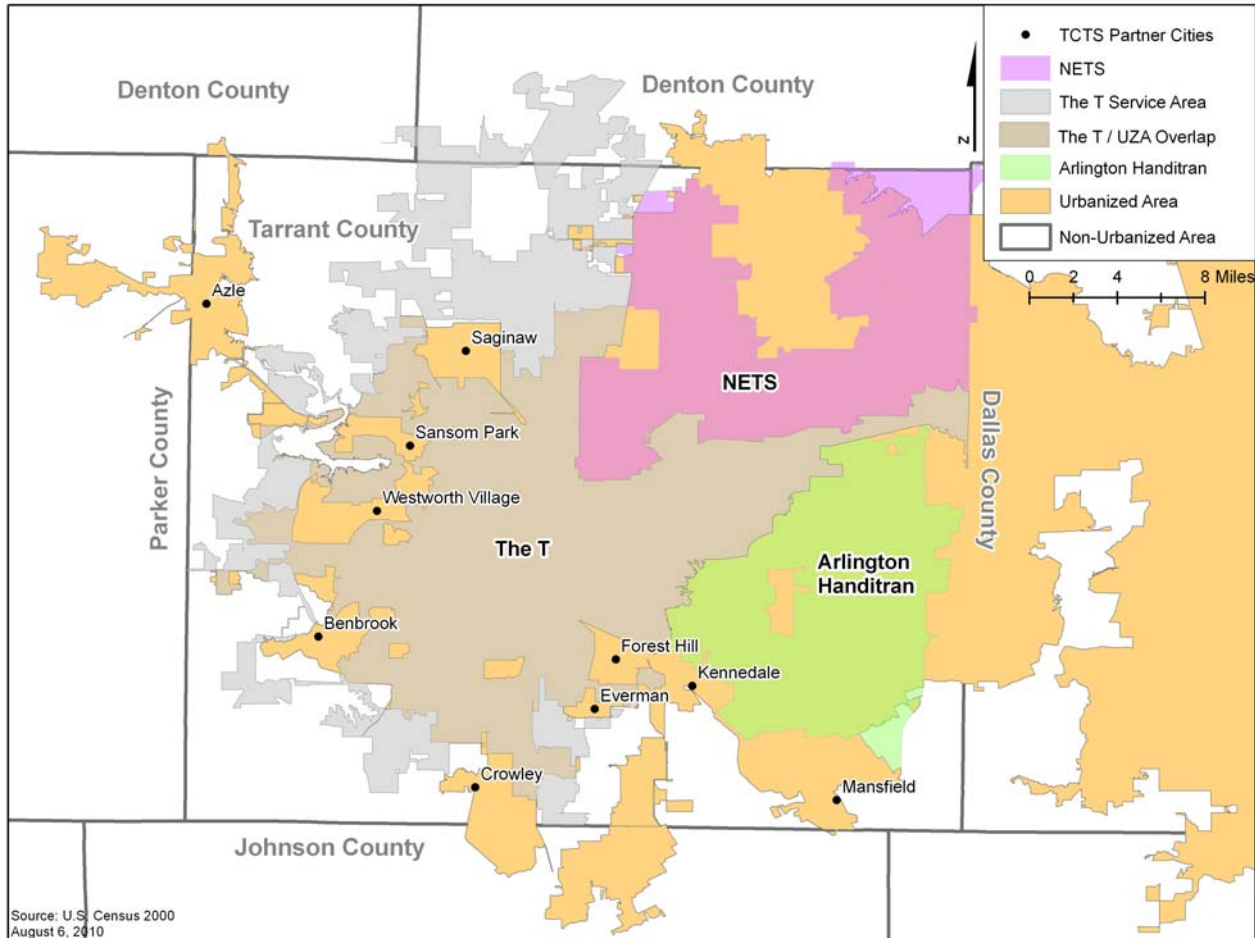 TCTS Partner Cities
NETS
The T Service Area
The T / UZA Overlap
Arlington Handitran
Urbanized Area
Non-Urbanized Area
N
0 2 4 8 Miles
Denton County
Denton County
Tarrant County
Azle
Saginaw
NETS
Parker County
Dallas County
Sansom Park
Westworth Village
The T
Arlington
Handitran
Benbrook
Forest Hill
Kennedale
Everman
Crowley
Mansfield
Johnson County
Source: U.S. Census 2000
August 6, 2010